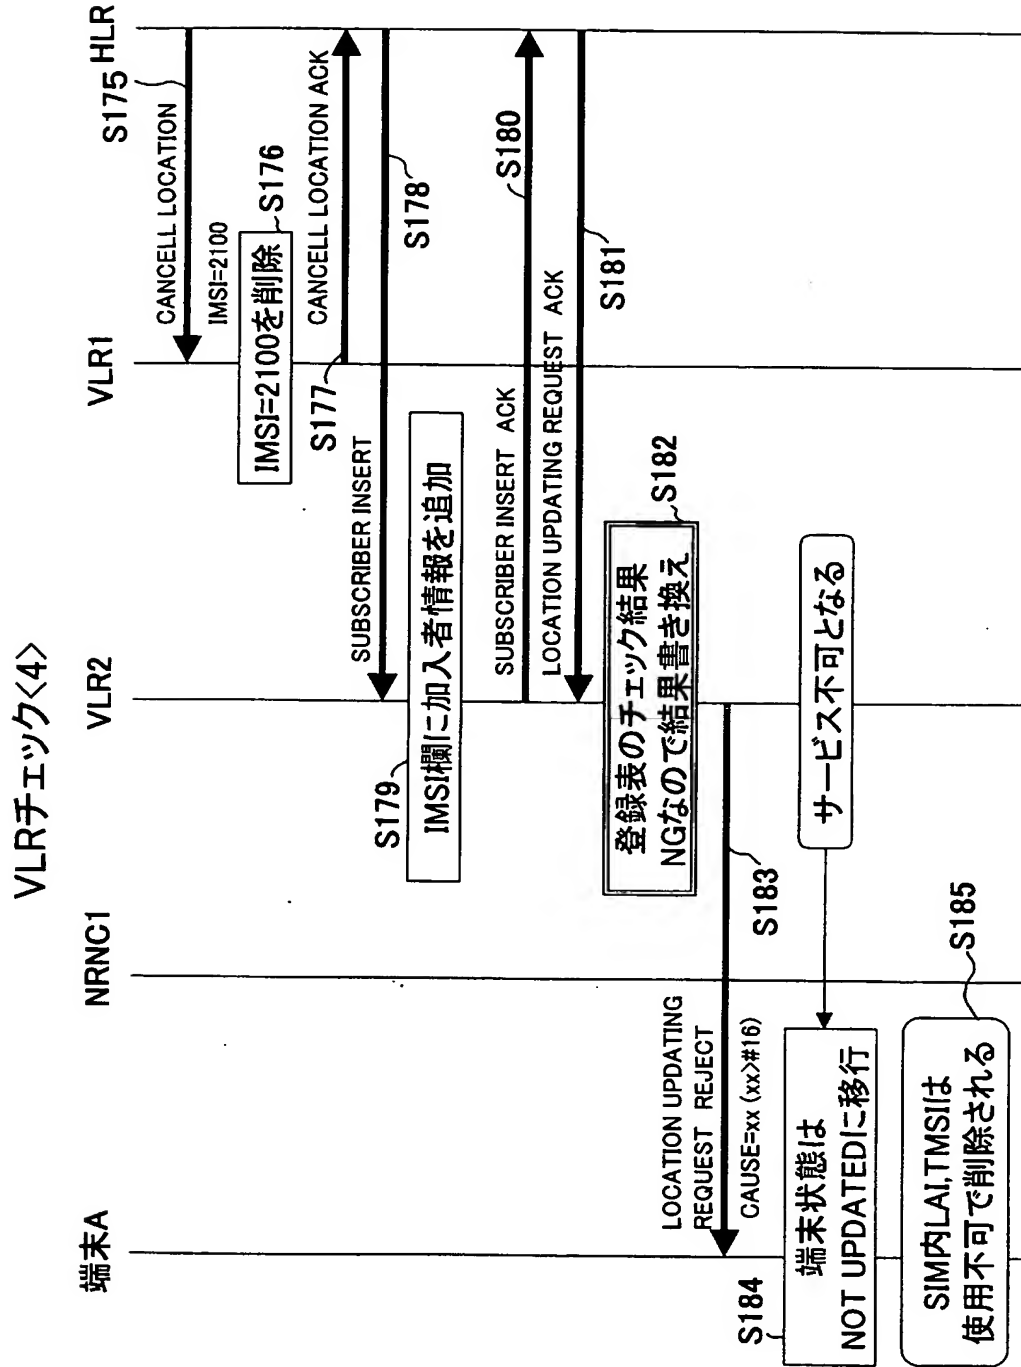 VLRチェック<4>
端末A
NRNC1
VLR2
VLR1
HLR
S175
CANCELL LOCATION
IMSI=2100
IMSI=2100を削除
S176
S177
CANCELL LOCATION ACK
SUBSCRIBER INSERT
S178
S179
IMSI欄に加入者情報を追加
SUBSCRIBER INSERT ACK
S180
LOCATION UPDATING REQUEST ACK
S181
登録表のチェック結果
NGなので結果書き換え
S182
LOCATION UPDATING
REQUEST REJECT
CAUSE=xx (xx>#16)
S183
サービス不可となる
S184
端末状態は
NOT UPDATEDに移行
SIM内LAI,TMSIは
使用不可で削除される
S185